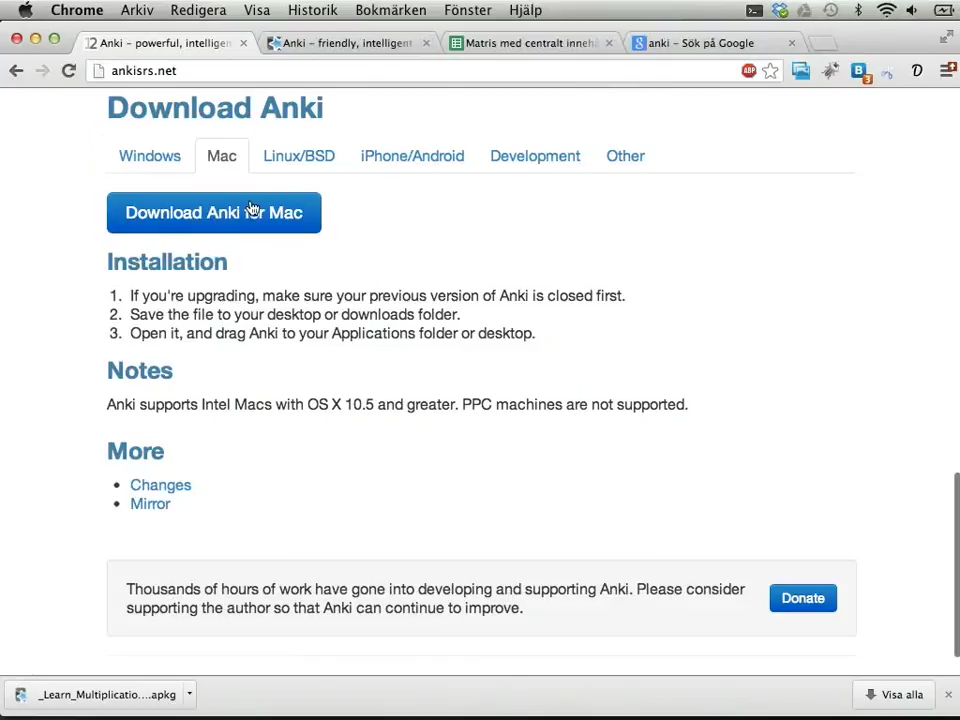 Chrome Arkiv Redigera Visa Historik Bokmärken Fönster Hjälp
Anki - powerful, intelligen
Anki - friendly, intelligent
Matris med centralt inneh
anki - Sök på Google
ankisrs.net
ABP
B
3
Download Anki
Windows Mac Linux/BSD iPhone/Android Development Other
Download Anki for Mac
Installation
1. If you're upgrading, make sure your previous version of Anki is closed first.
2. Save the file to your desktop or downloads folder.
3. Open it, and drag Anki to your Applications folder or desktop.
Notes
Anki supports Intel Macs with OS X 10.5 and greater. PPC machines are not supported.
More
• Changes
• Mirror
Thousands of hours of work have gone into developing and supporting Anki. Please consider
supporting the author so that Anki can continue to improve.
Donate
_Learn_Multiplicatio....apkg
Visa alla